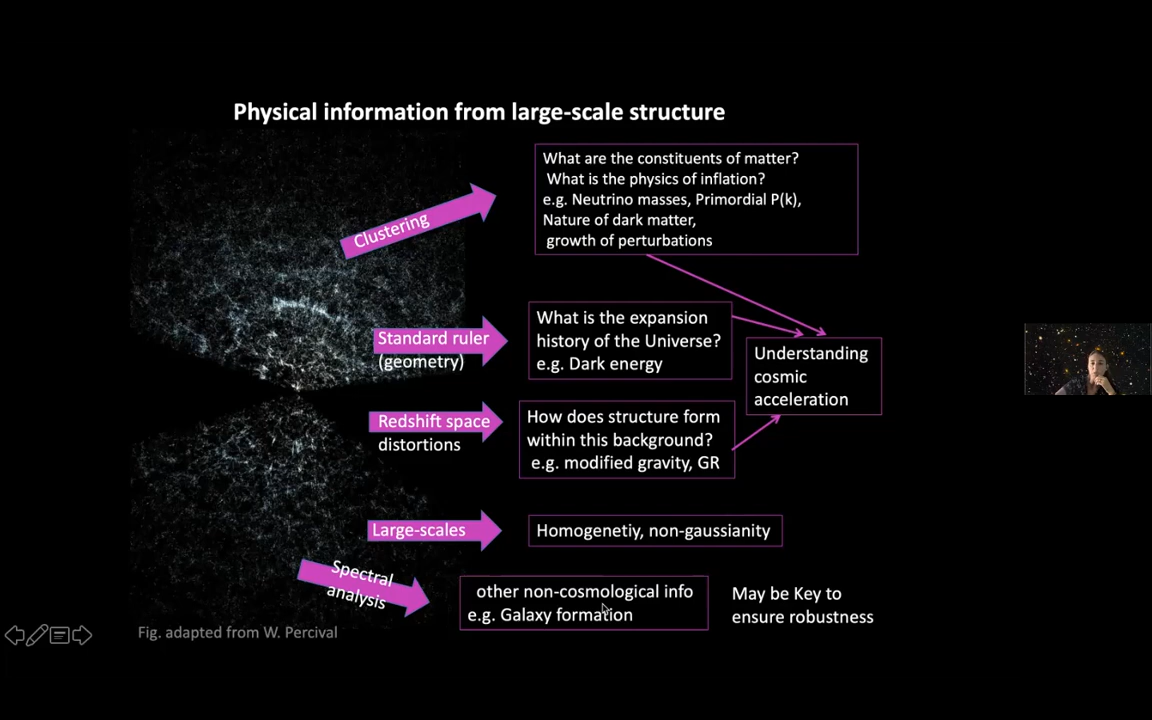 Physical information from large-scale structure
Clustering
What are the constituents of matter?
What is the physics of inflation?
e.g. Neutrino masses, Primordial P(k),
Nature of dark matter,
growth of perturbations
Standard ruler
(geometry)
What is the expansion
history of the Universe?
e.g. Dark energy
Understanding
cosmic
acceleration
Redshift space
distortions
How does structure form
within this background?
e.g. modified gravity, GR
Large-scales
Homogenetiy, non-gaussianity
Spectral
analysis
other non-cosmological info
e.g. Galaxy formation
May be Key to
ensure robustness
Fig. adapted from W. Percival